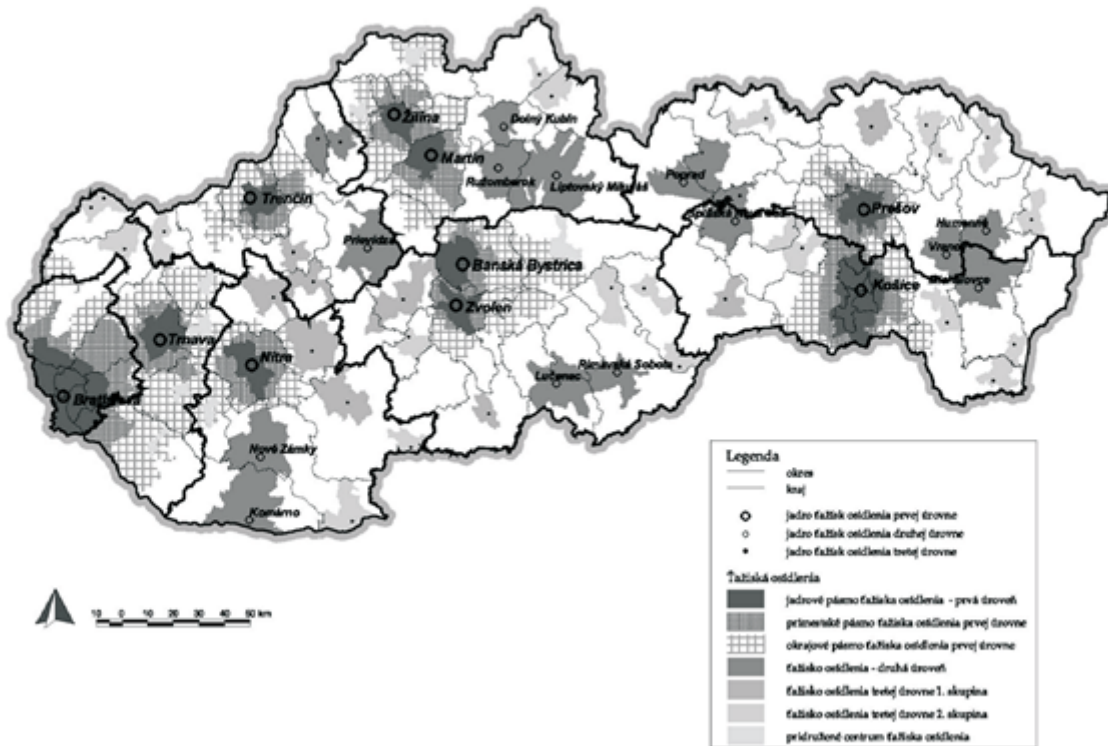 Žilina
Dolný Kubín
Martin
Ružomberok
Liptovský Mikuláš
Poprad
Trenčín
Prešov
Humenné
Prievidza
Vranov
Banská Bystrica
Košice
Zvolen
Trnava
Nitra
Rimavská Sobota
Lučenec
Bratislava
Nové Zámky
Komárno
Legenda
okres
kraj
jadro ťažísk osídlenia prvej úrovne
jadro ťažísk osídlenia druhej úrovne
jadro ťažísk osídlenia tretej úrovne
Ťažiská osídlenia
10 0 10 20 30 40 50 km
jadrové pásmo ťažiska osídlenia - prvá úroveň
prímestské pásmo ťažiska osídlenia prvej úrovne
okrajové pásmo ťažiska osídlenia prvej úrovne
ťažisko osídlenia - druhá úroveň
ťažisko osídlenia tretej úrovne 1. skupina
ťažisko osídlenia tretej úrovne 2. skupina
pridružené centrum ťažiska osídlenia